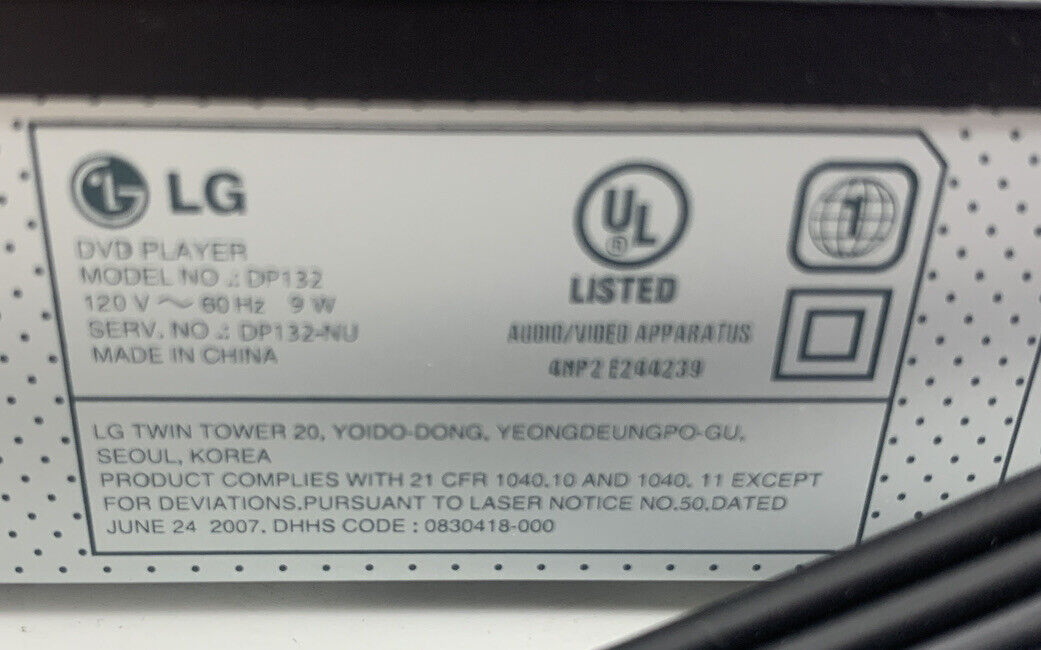 LG
DVD PLAYER
MODEL NO .: DP132
120 V ~ 60 Hz 9 W
SERV. NO .: DP132-NU
MADE IN CHINA
UL
®
LISTED
AUDIO/VIDEO APPARATUS
4NP2 E244239
1
LG TWIN TOWER 20, YOIDO-DONG, YEONGDEUNGPO-GU,
SEOUL, KOREA
PRODUCT COMPLIES WITH 21 CFR 1040.10 AND 1040. 11 EXCEPT
FOR DEVIATIONS.PURSUANT TO LASER NOTICE NO.50,DATED
JUNE 24 2007. DHHS CODE : 0830418-000